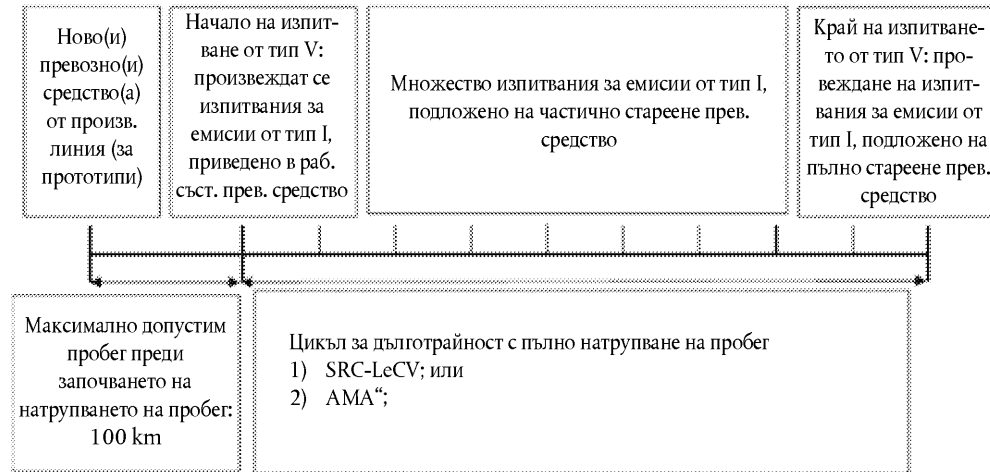 Ново(и)
превозно(и)
средство(а)
от произв.
линия (за
прототипи)
Начало на изпит-
ване от тип V:
произвеждат се
изпитвания за
емисии от тип I,
приведено в раб.
съст. прев. средство
Множество изпитвания за емисии от тип I,
подложено на частично стареене прев.
средство
Край на изпитване-
то от тип V: про-
веждане на изпит-
вания за емисии от
тип I, подложено на
пълно стареене прев.
средство
Максимално допустим
пробег преди
започването на
натрупването на пробег:
100 km
Цикъл за дълготрайност с пълно натрупване на пробег
1) SRC-LeCV; или
2) AMA“;